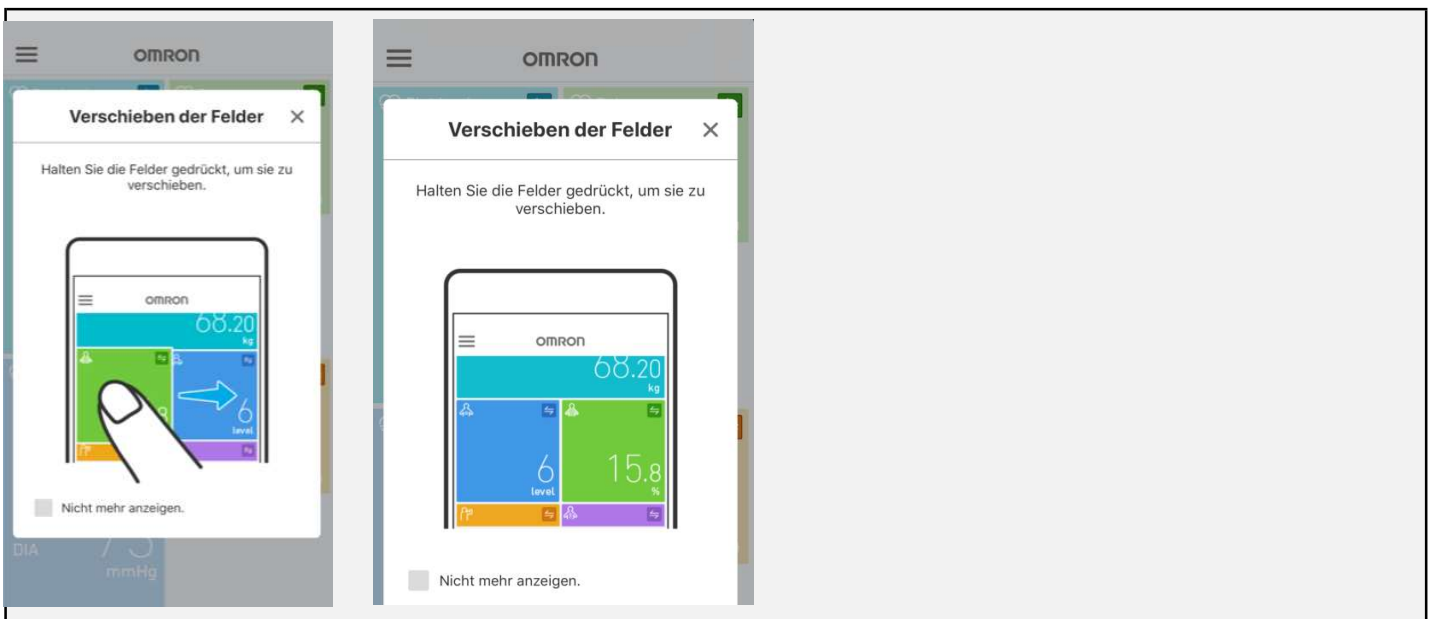 OMRON
Verschieben der Felder
Halten Sie die Felder gedrückt, um sie zu
verschieben.
OMRON
68.20
kg
8
6
level
Nicht mehr anzeigen.
DIA
73
mmHg
OMRON
Verschieben der Felder
Halten Sie die Felder gedrückt, um sie zu
verschieben.
OMRON
68.20
kg
6
level
15.8
%
Nicht mehr anzeigen.